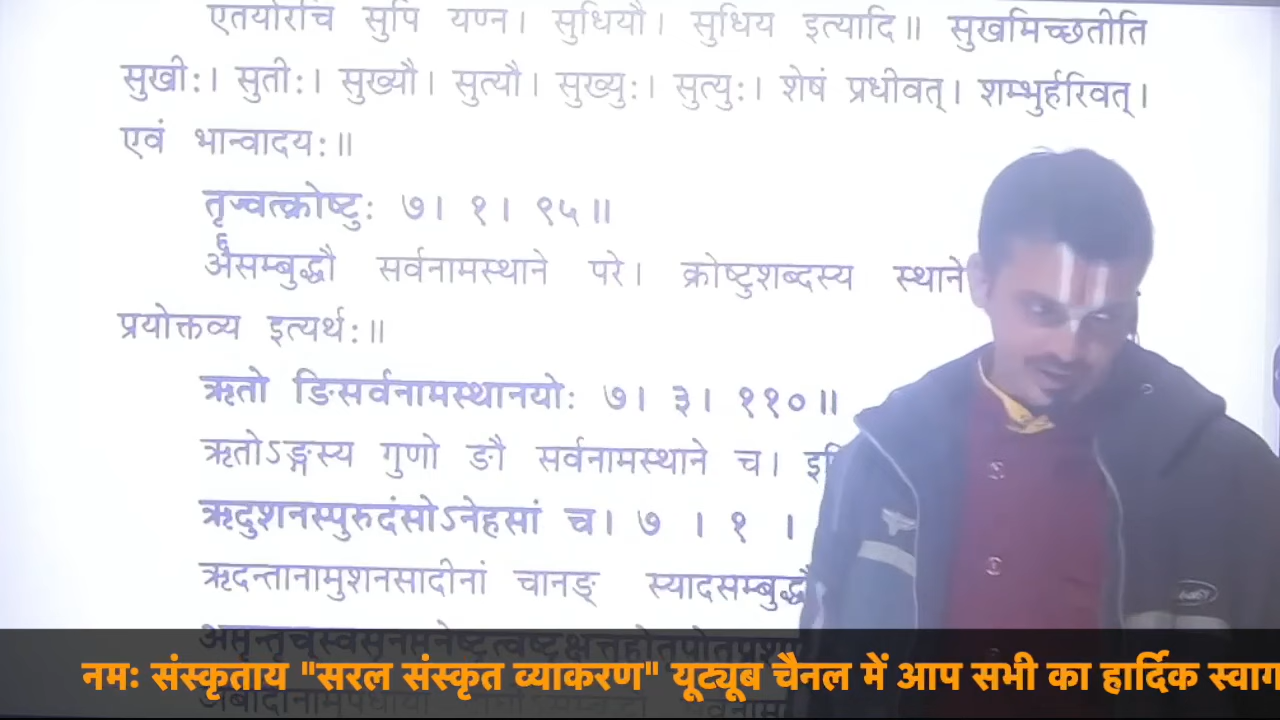 एतयोरचि सुपि यण्न। सुधियौ। सुधिय इत्यादि॥ सुखमिच्छतीति
सुखीः। सुतीः। सुख्यौ। सुत्यौ। सुख्युः। सुत्युः। शेषं प्रधीवत्। शम्भुर्हरिवत्।
एवं भान्वादयः॥
तृज्वत्क्रोष्टुः ७। १। ९५॥
असम्बुद्धौ सर्वनामस्थाने परे। क्रोष्टुशब्दस्य स्थाने
प्रयोक्तव्य इत्यर्थः॥
ऋतो ङिसर्वनामस्थानयोः ७। ३। ११०॥
ऋतोऽङ्गस्य गुणो ङौ सर्वनामस्थाने च।
ऋदुशनस्पुरुदंसोऽनेहसां च। ७ । १ ।
ऋदन्तानामुशनसादीनां चानङ् स्यादसम्बुद्धौ
नमः संस्कृताय "सरल संस्कृत व्याकरण" यूट्यूब चैनल में आप सभी का हार्दिक